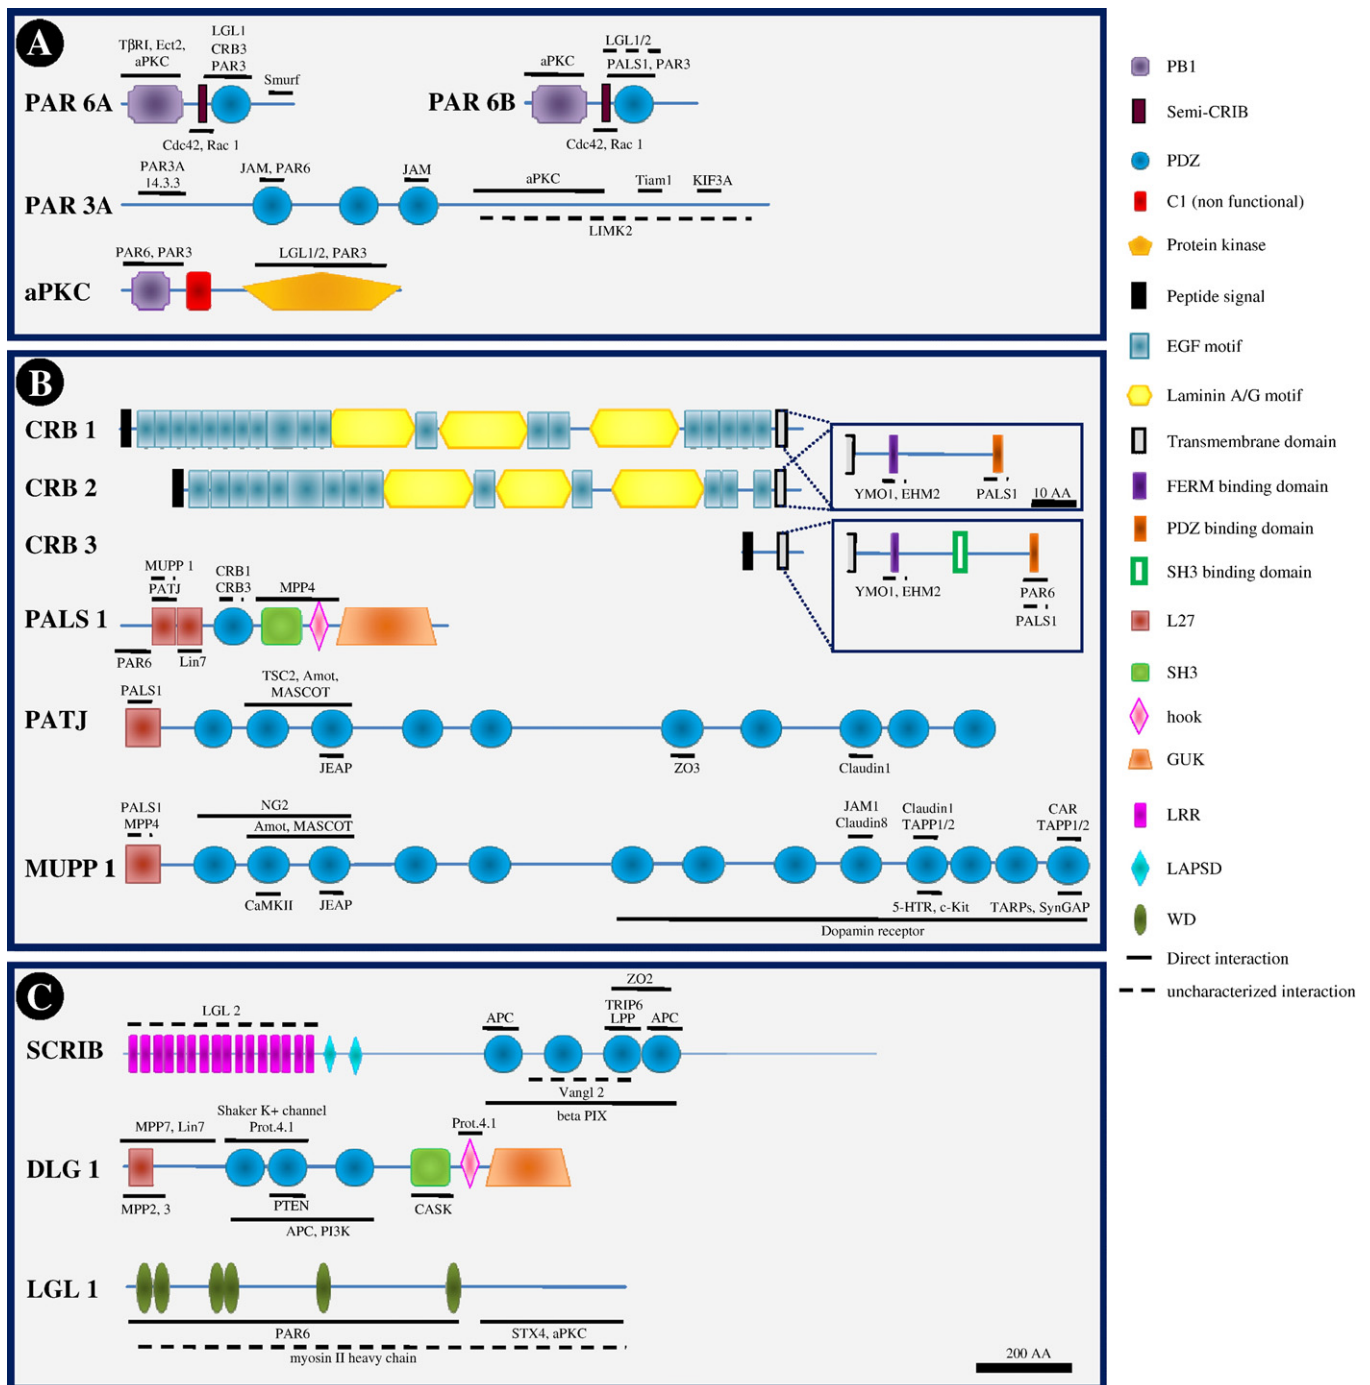 A
TβRI, Ect2,
aPKC
LGL1
CRB3
PAR3
Smurf
PAR 6A
Cdc42, Rac 1
LGL1/2
aPKC
PALS1, PAR3
PAR 6B
Cdc42, Rac 1
PAR3A
14.3.3
JAM, PAR6
JAM
aPKC
Tiam1
KIF3A
PAR 3A
LIMK2
PAR6, PAR3
LGL1/2, PAR3
aPKC
B
CRB 1
YMO1, EHM2
PALS1
10 AA
CRB 2
CRB 3
YMO1, EHM2
PAR6
PALS1
MUPP 1
PATJ
CRB1
CRB3
MPP4
PALS 1
PAR6
Lin7
PALS1
TSC2, Amot,
MASCOT
PATJ
JEAP
ZO3
Claudin1
PALS1
MPP4
NG2
Amot, MASCOT
JAM1
Claudin8
Claudin1
TAPP1/2
CAR
TAPP1/2
MUPP 1
CaMKII
JEAP
5-HTR, c-Kit
TARPs, SynGAP
Dopamin receptor
C
LGL 2
APC
ZO2
TRIP6
LPP
APC
SCRIB
Vangl 2
beta PIX
MPP7, Lin7
Shaker K+ channel
Prot.4.1
Prot.4.1
DLG 1
MPP2, 3
PTEN
APC, PI3K
CASK
LGL 1
PAR6
STX4, aPKC
myosin II heavy chain
200 AA
PB1
Semi-CRIB
PDZ
C1 (non functional)
Protein kinase
Peptide signal
EGF motif
Laminin A/G motif
Transmembrane domain
FERM binding domain
PDZ binding domain
SH3 binding domain
L27
SH3
hook
GUK
LRR
LAPSD
WD
Direct interaction
uncharacterized interaction